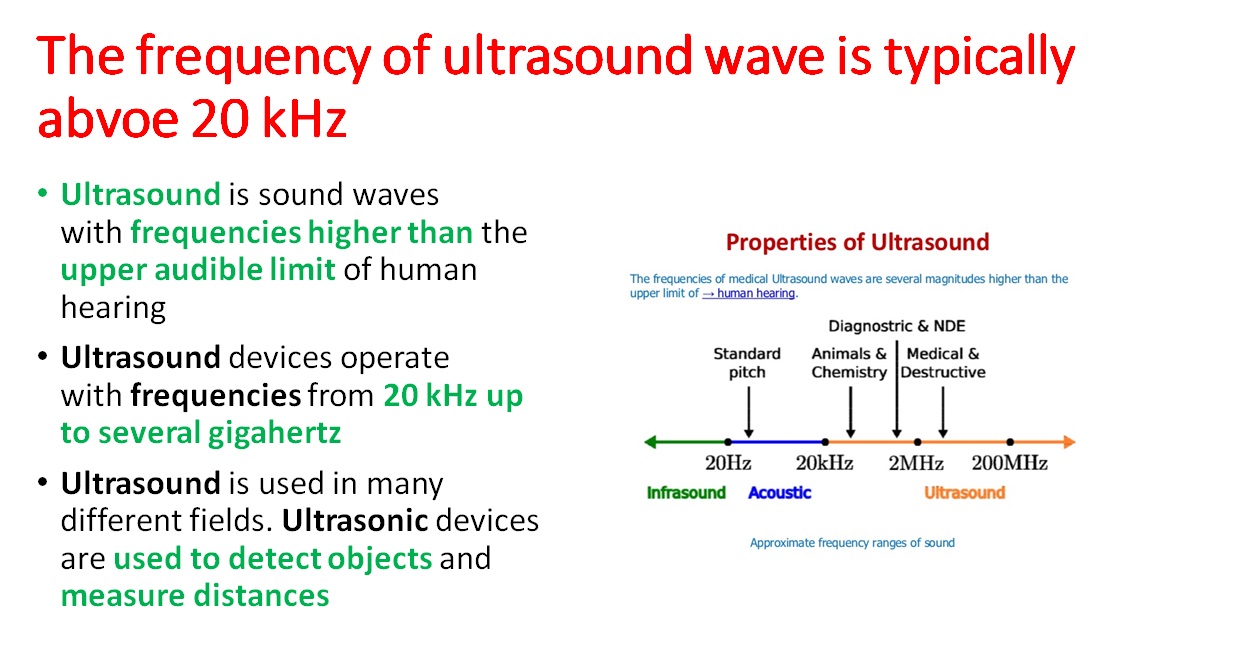 The frequency of ultrasound wave is typically
abvoe 20 kHz
• Ultrasound is sound waves
with frequencies higher than the
upper audible limit of human
hearing
• Ultrasound devices operate
with frequencies from 20 kHz up
to several gigahertz
• Ultrasound is used in many
different fields. Ultrasonic devices
are used to detect objects and
measure distances
Properties of Ultrasound
The frequencies of medical Ultrasound waves are several magnitudes higher than the
upper limit of → human hearing.
Diagnostric & NDE
Standard
pitch
Animals &
Chemistry
Medical &
Destructive
20Hz 20kHz 2MHz 200MHz
Infrasound Acoustic Ultrasound
Approximate frequency ranges of sound